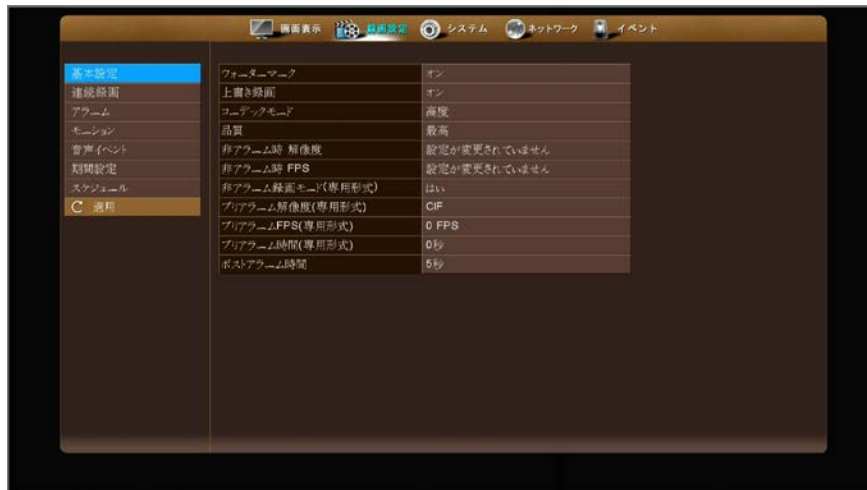 画面表示 録画設定 システム ネットワーク イベント
基本設定
連続録画
アラーム
モーション
音声イベント
期間設定
スケジュール
適用
ウォーターマーク オン
上書き録画 オン
コーデックモード 高度
品質 最高
非アラーム時 解像度 設定が変更されていません
非アラーム時 FPS 設定が変更されていません
非アラーム録画モード(専用形式) はい
プリアラーム解像度(専用形式) CIF
プリアラームFPS(専用形式) 0 FPS
プリアラーム時間(専用形式) 0秒
ポストアラーム時間 5秒